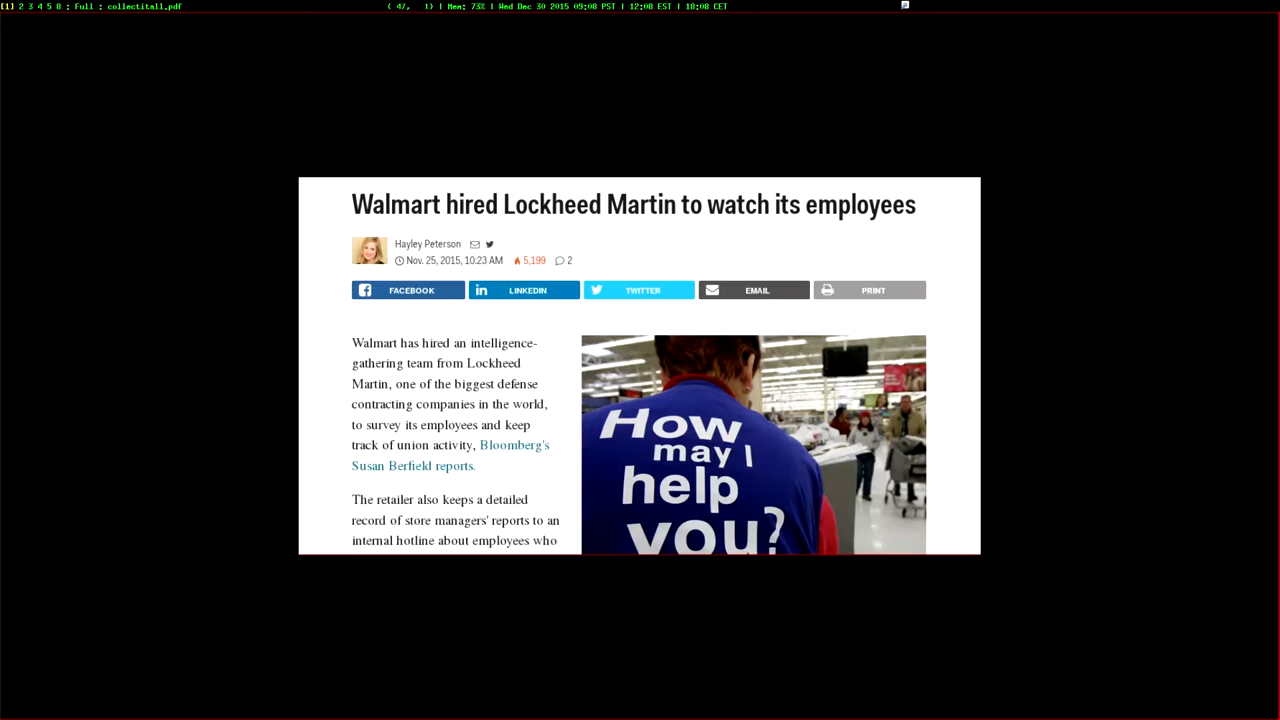 [1] 2 3 4 5 8 : Full : collectitall.pdf
( 47, 1) | Mem: 73% | Wed Dec 30 2015 09:08 PST | 12:08 EST | 18:08 CET
Walmart hired Lockheed Martin to watch its employees
Hayley Peterson
Nov. 25, 2015, 10:23 AM 5,199 2
FACEBOOK LINKEDIN TWITTER EMAIL PRINT
Walmart has hired an intelligence-
gathering team from Lockheed
Martin, one of the biggest defense
contracting companies in the world,
to survey its employees and keep
track of union activity, Bloomberg's
Susan Berfield reports.
The retailer also keeps a detailed
record of store managers' reports to an
internal hotline about employees who
How
may I
help
you?